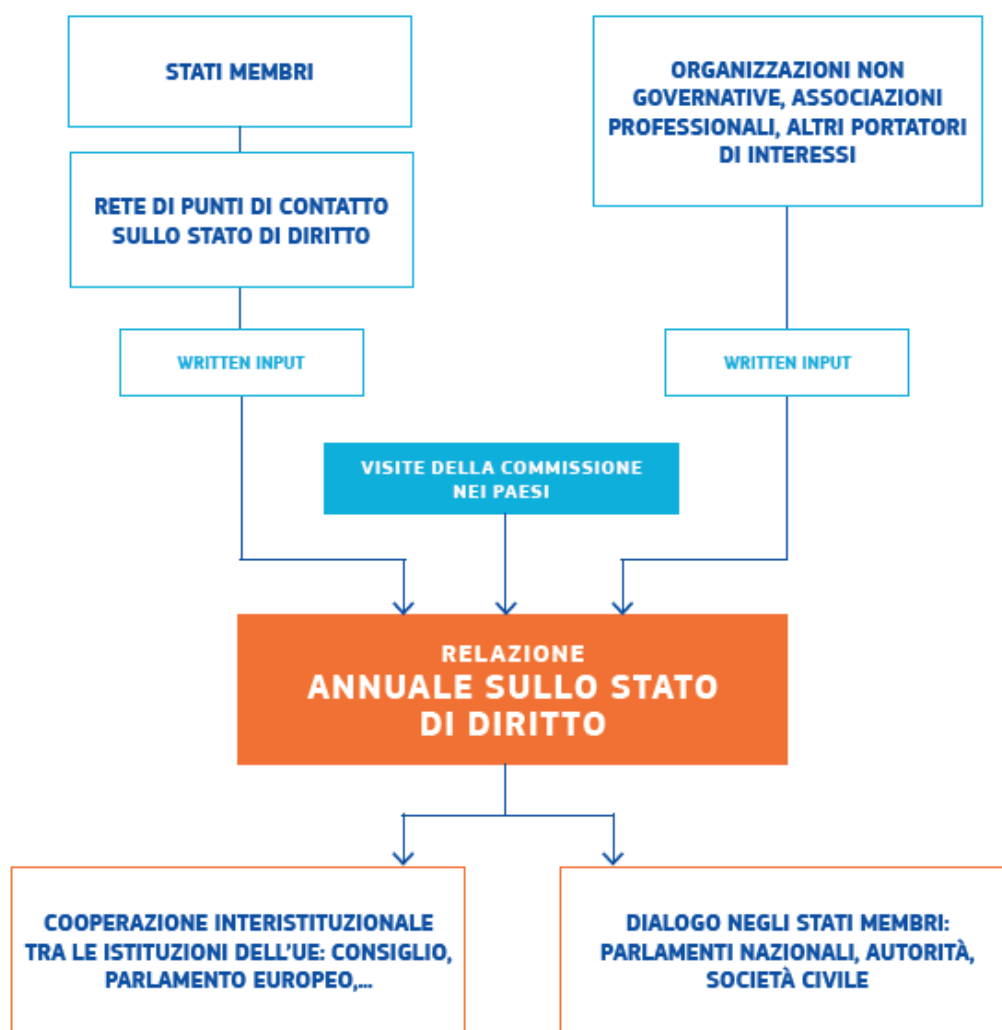 STATI MEMBRI
ORGANIZZAZIONI NON
GOVERNATIVE, ASSOCIAZIONI
PROFESSIONALI, ALTRI PORTATORI
DI INTERESSI
RETE DI PUNTI DI CONTATTO
SULLO STATO DI DIRITTO
WRITTEN INPUT
WRITTEN INPUT
VISITE DELLA COMMISSIONE
NEI PAESI
RELAZIONE
ANNUALE SULLO STATO
DI DIRITTO
COOPERAZIONE INTERISTITUZIONALE
TRA LE ISTITUZIONI DELL'UE: CONSIGLIO,
PARLAMENTO EUROPEO,...
DIALOGO NEGLI STATI MEMBRI:
PARLAMENTI NAZIONALI, AUTORITÀ,
SOCIETÀ CIVILE